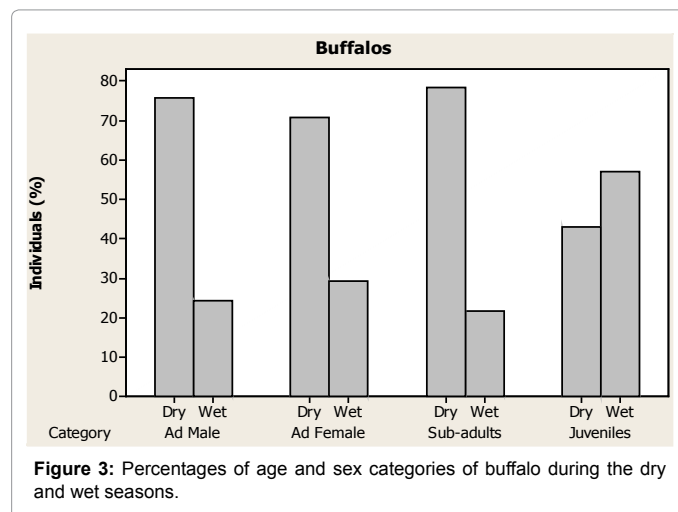 Buffalos
Individuals (%)
80
70
60
50
40
30
20
10
0
Dry Wet Dry Wet Dry Wet Dry Wet
Category Ad Male Ad Female Sub-adults Juveniles
Figure 3: Percentages of age and sex categories of buffalo during the dry
and wet seasons.